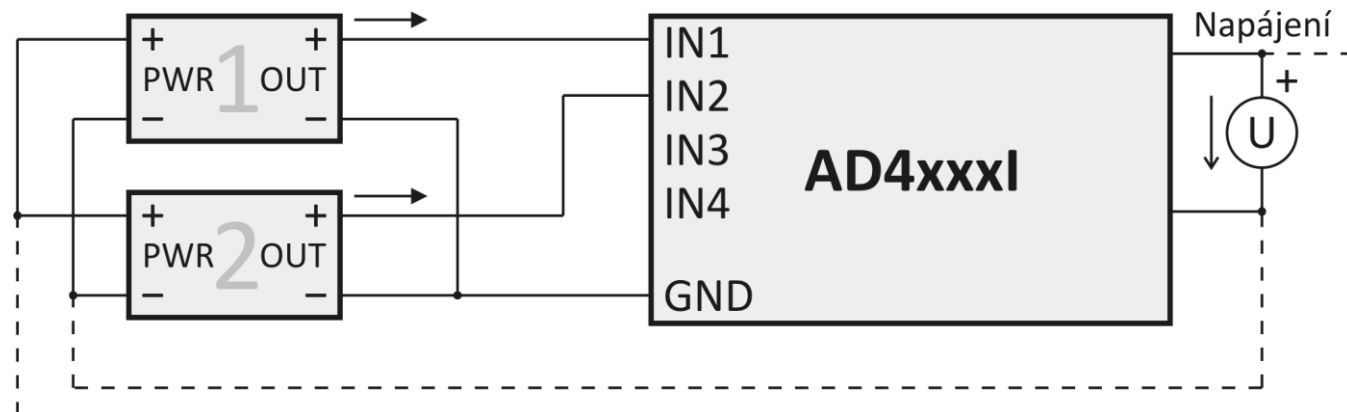 Napájení
+ + IN1
PWR 1 OUT
− −
IN2
IN3
IN4
AD4xxxI
+
U
+ +
PWR 2 OUT
− −
GND